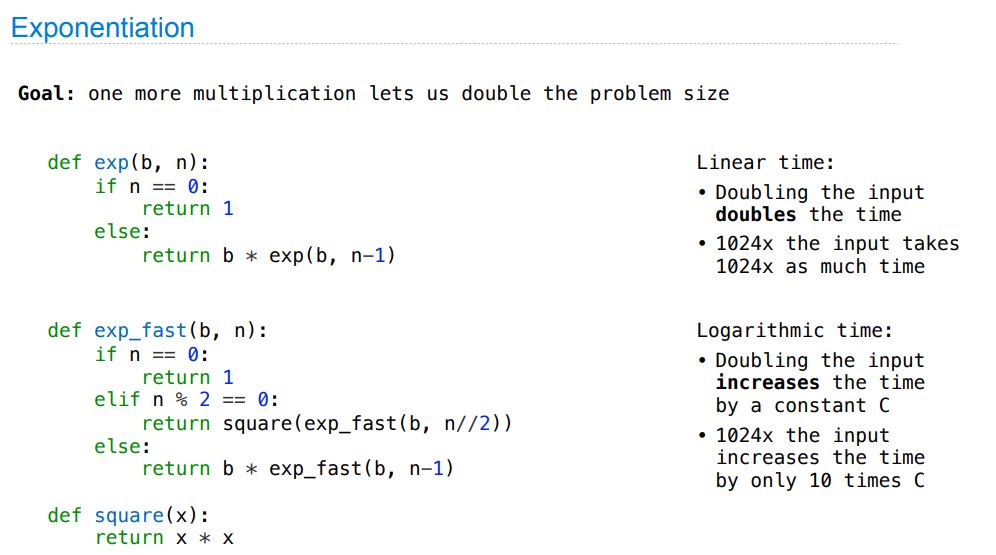 Exponentiation
Goal: one more multiplication lets us double the problem size
def exp(b, n):
    if n == 0:
        return 1
    else:
        return b * exp(b, n-1)
Linear time:
• Doubling the input
doubles the time
• 1024x the input takes
1024x as much time
def exp_fast(b, n):
    if n == 0:
        return 1
    elif n % 2 == 0:
        return square(exp_fast(b, n//2))
    else:
        return b * exp_fast(b, n-1)
def square(x):
    return x * x
Logarithmic time:
• Doubling the input
increases the time
by a constant C
• 1024x the input
increases the time
by only 10 times C